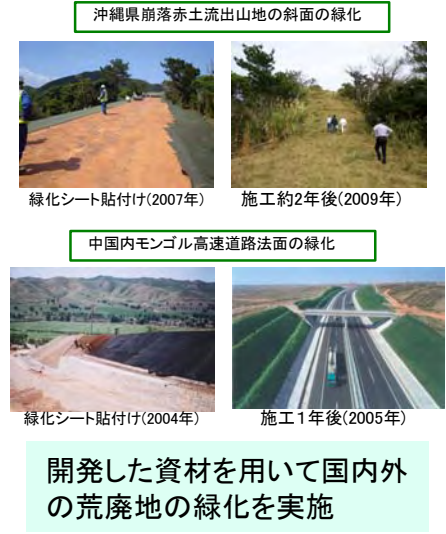 沖縄県崩落赤土流出山地の斜面の緑化
緑化シート貼付け(2007年)
施工約2年後(2009年)
中国内モンゴル高速道路法面の緑化
緑化シート貼付け(2004年)
施工１年後(2005年)
開発した資材を用いて国内外
の荒廃地の緑化を実施